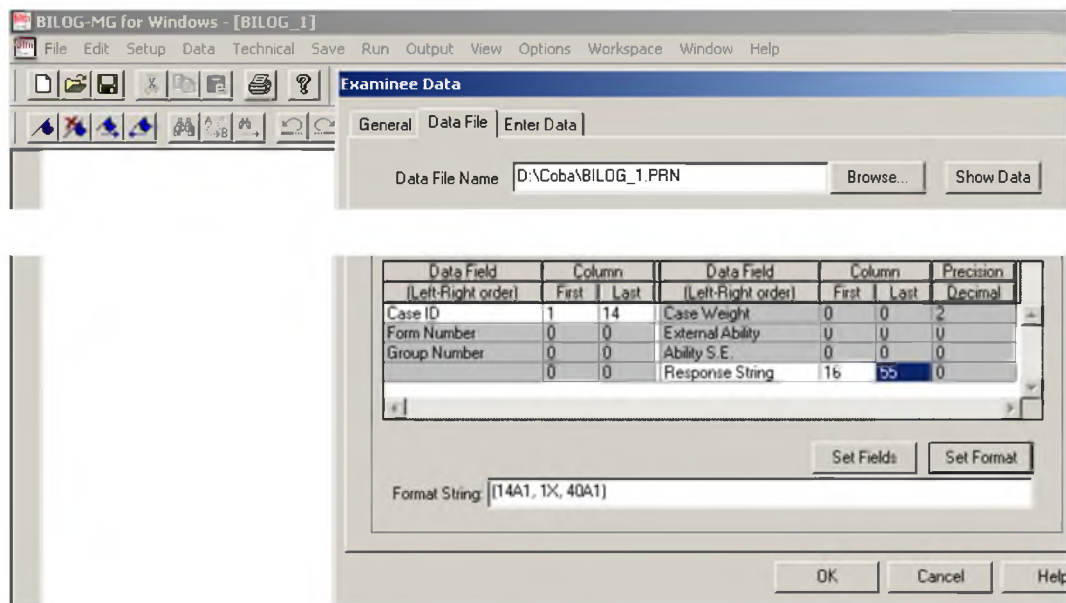 BILOG-MG for Windows - [BILOG_1]
File Edit Setup Data Technical Save Run Output View Options Workspace Window Help
Examinee Data
General Data File Enter Data
Data File Name D:\Coba\BILOG_1.PRN Browse... Show Data
Data Field Column Data Field Column Precision
(Left-Right order) First Last (Left-Right order) First Last Decimal
Case ID 1 14 Case Weight 0 0 2
Form Number 0 0 External Ability 0 0 0
Group Number 0 0 Ability S.E. 0 0 0
0 0 Response String 16 55 0
Set Fields Set Format
Format String: (14A1, 1X, 40A1)
OK Cancel Help